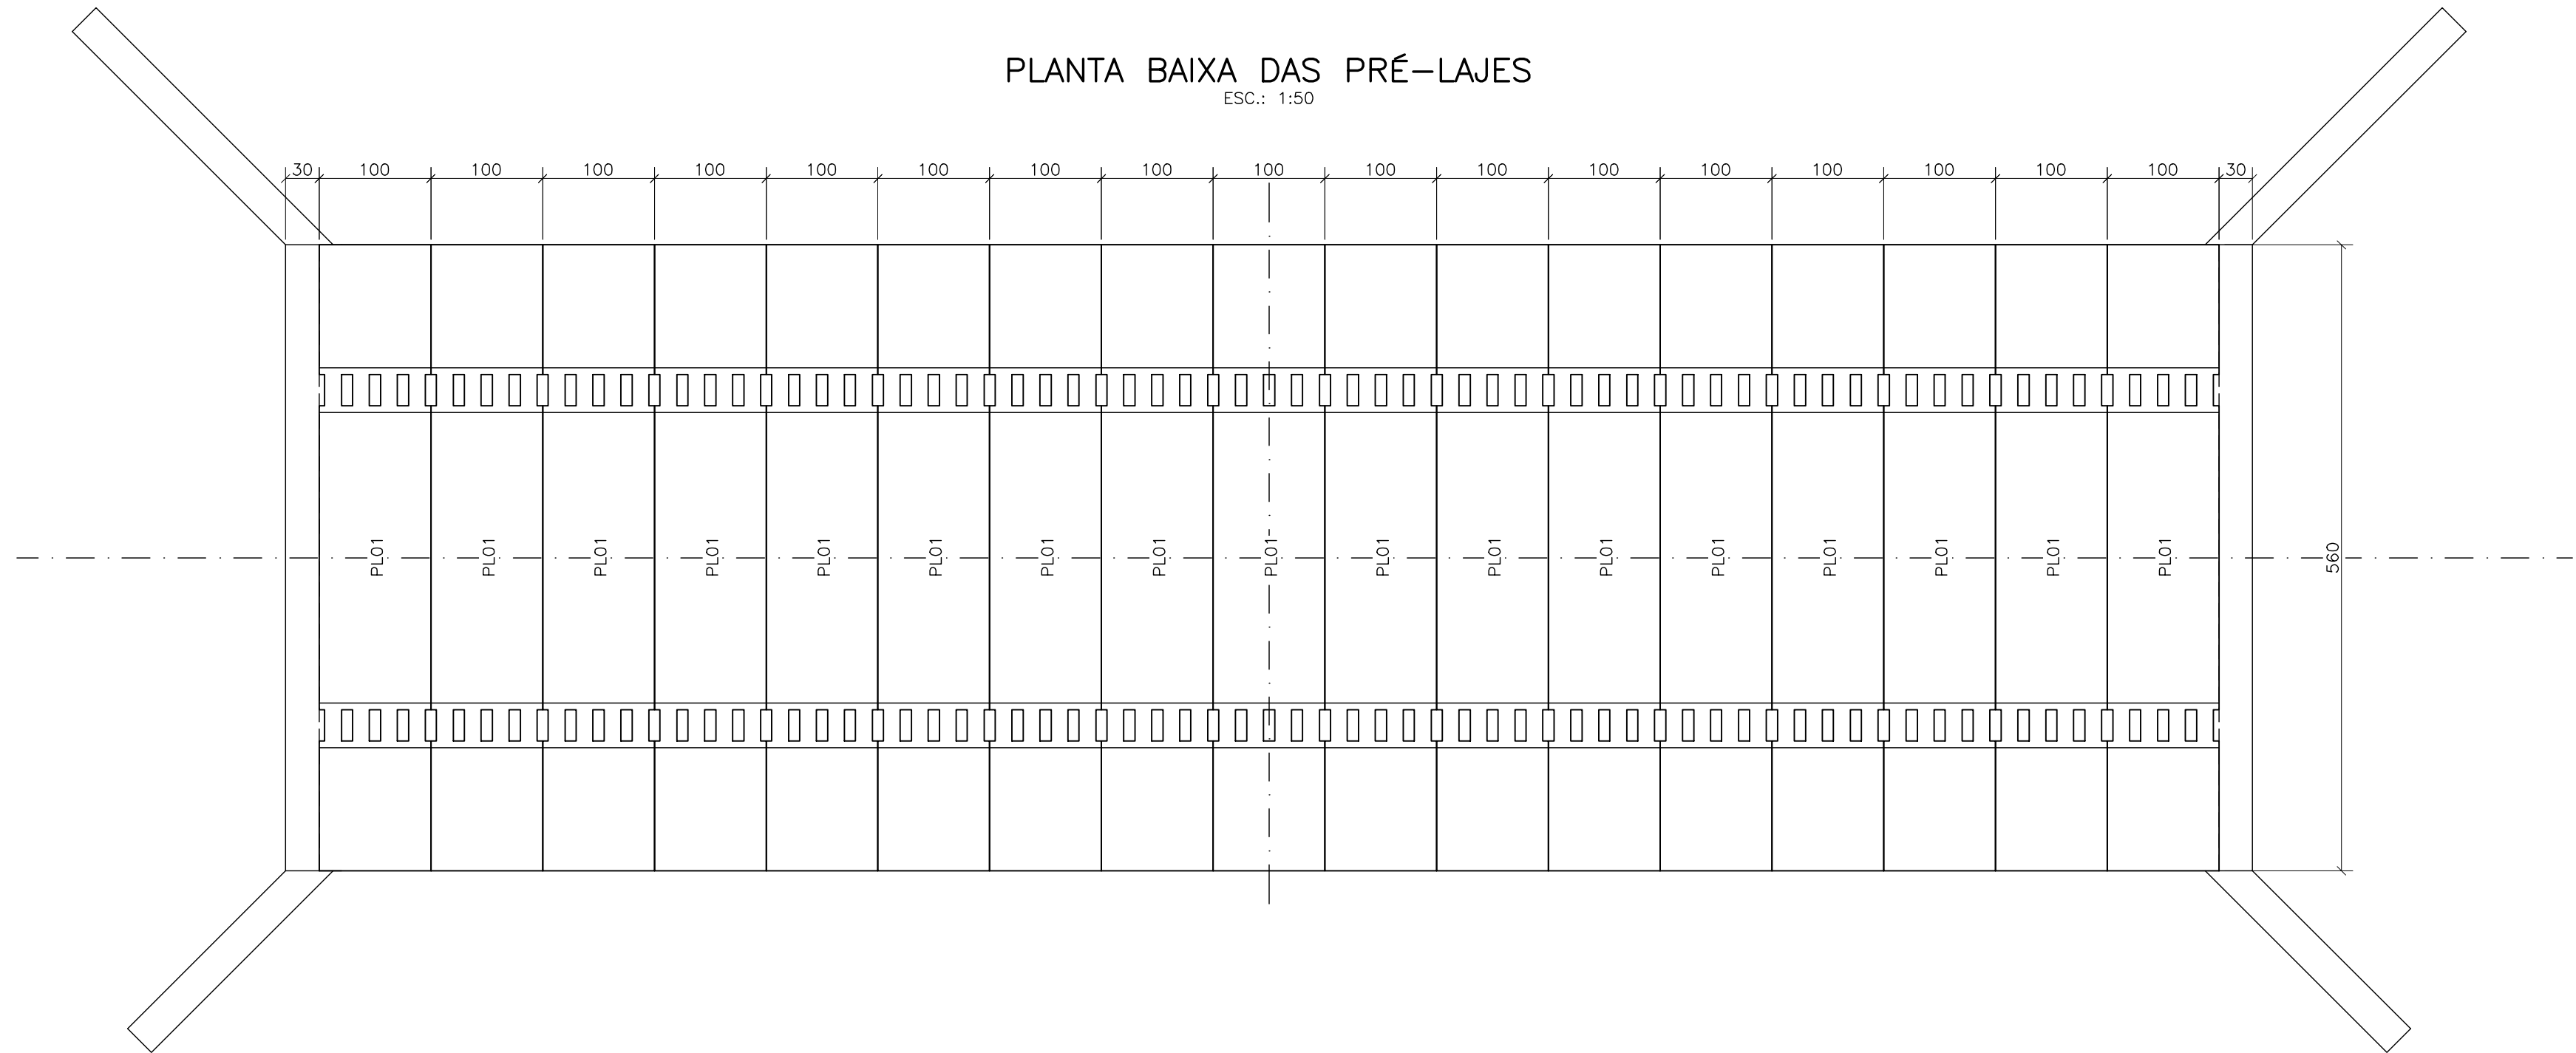 PLANTA BAIXA DAS PRÉ-LAJES
ESC.: 1:50
30 100 100 100 100 100 100 100 100 100 100 100 100 100 100 100 100 100 30
PL01 PL01 PL01 PL01 PL01 PL01 PL01 PL01 PL01 PL01 PL01 PL01 PL01 PL01 PL01 PL01 PL01
560